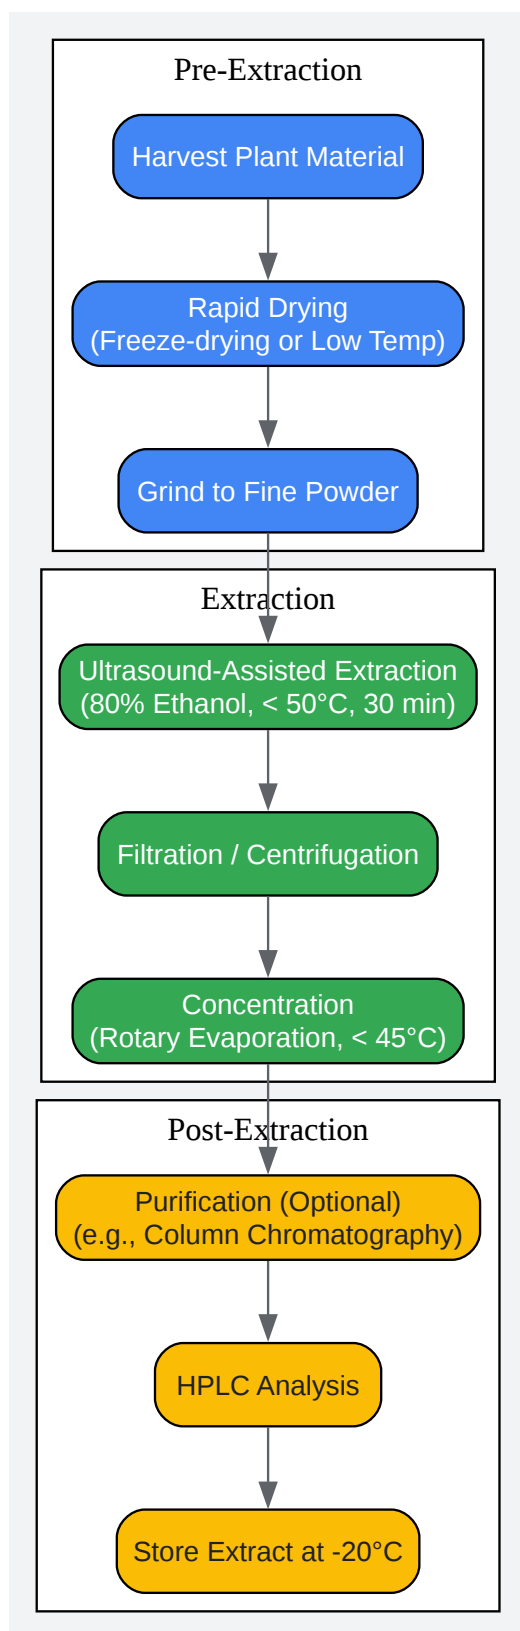 Pre-Extraction
Harvest Plant Material
Rapid Drying
(Freeze-drying or Low Temp)
Grind to Fine Powder
Extraction
Ultrasound-Assisted Extraction
(80% Ethanol, < 50°C, 30 min)
Filtration / Centrifugation
Concentration
(Rotary Evaporation, < 45°C)
Post-Extraction
Purification (Optional)
(e.g., Column Chromatography)
HPLC Analysis
Store Extract at -20°C